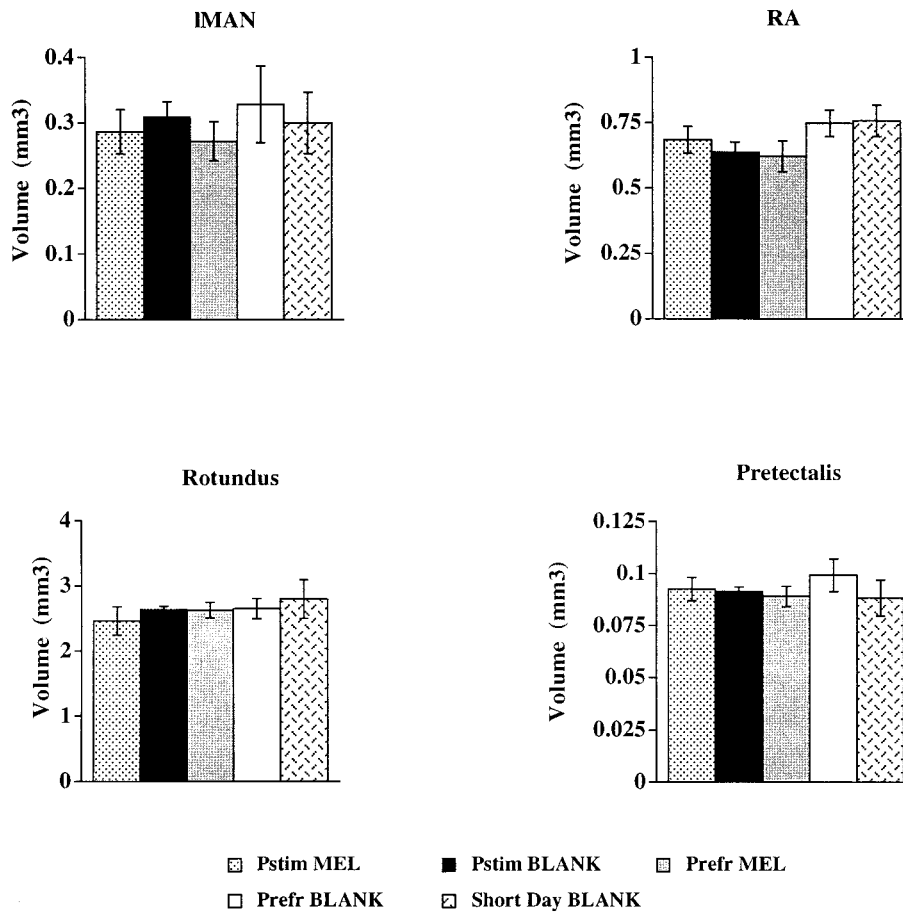 lMAN
RA
Volume (mm3)
0.4
0.3
0.2
0.1
0
Volume (mm3)
1
0.75
0.5
0.25
0
Rotundus
Pretectalis
Volume (mm3)
4
3
2
1
0
Volume (mm3)
0.125
0.1
0.075
0.05
0.025
0
Pstim MEL Pstim BLANK Prefr MEL
Prefr BLANK Short Day BLANK